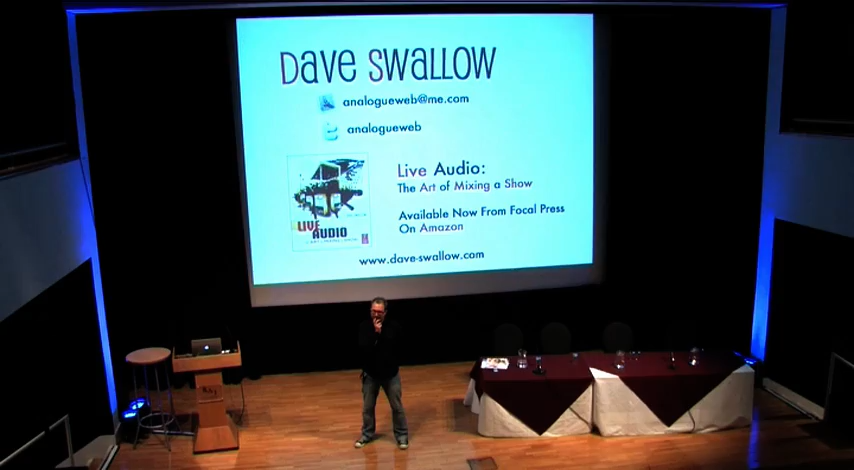 Dave Swallow
analogueweb@me.com
analogueweb
Live Audio:
The Art of Mixing a Show
LIVE
AUDIO
Available Now From Focal Press
On Amazon
www.dave-swallow.com